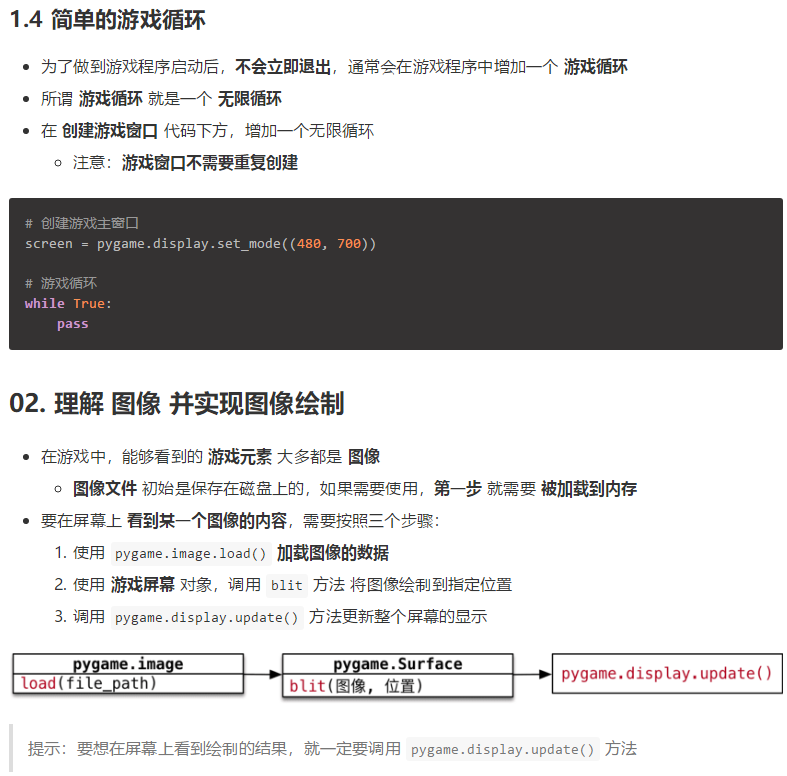 1.4 简单的游戏循环
为了做到游戏程序启动后，不会立即退出，通常会在游戏程序中增加一个 游戏循环
所谓 游戏循环 就是一个 无限循环
在 创建游戏窗口 代码下方，增加一个无限循环
注意：游戏窗口不需要重复创建
# 创建游戏主窗口
screen = pygame.display.set_mode((480, 700))
# 游戏循环
while True:
pass
02. 理解 图像 并实现图像绘制
在游戏中，能够看到的 游戏元素 大多都是 图像
图像文件 初始是保存在磁盘上的，如果需要使用，第一步 就需要 被加载到内存
要在屏幕上 看到某一个图像的内容，需要按照三个步骤：
1. 使用 pygame.image.load() 加载图像的数据
2. 使用 游戏屏幕 对象，调用 blit 方法 将图像绘制到指定位置
3. 调用 pygame.display.update() 方法更新整个屏幕的显示
pygame.image
load(file_path)
pygame.Surface
blit(图像, 位置)
pygame.display.update()
提示：要想在屏幕上看到绘制的结果，就一定要调用 pygame.display.update() 方法